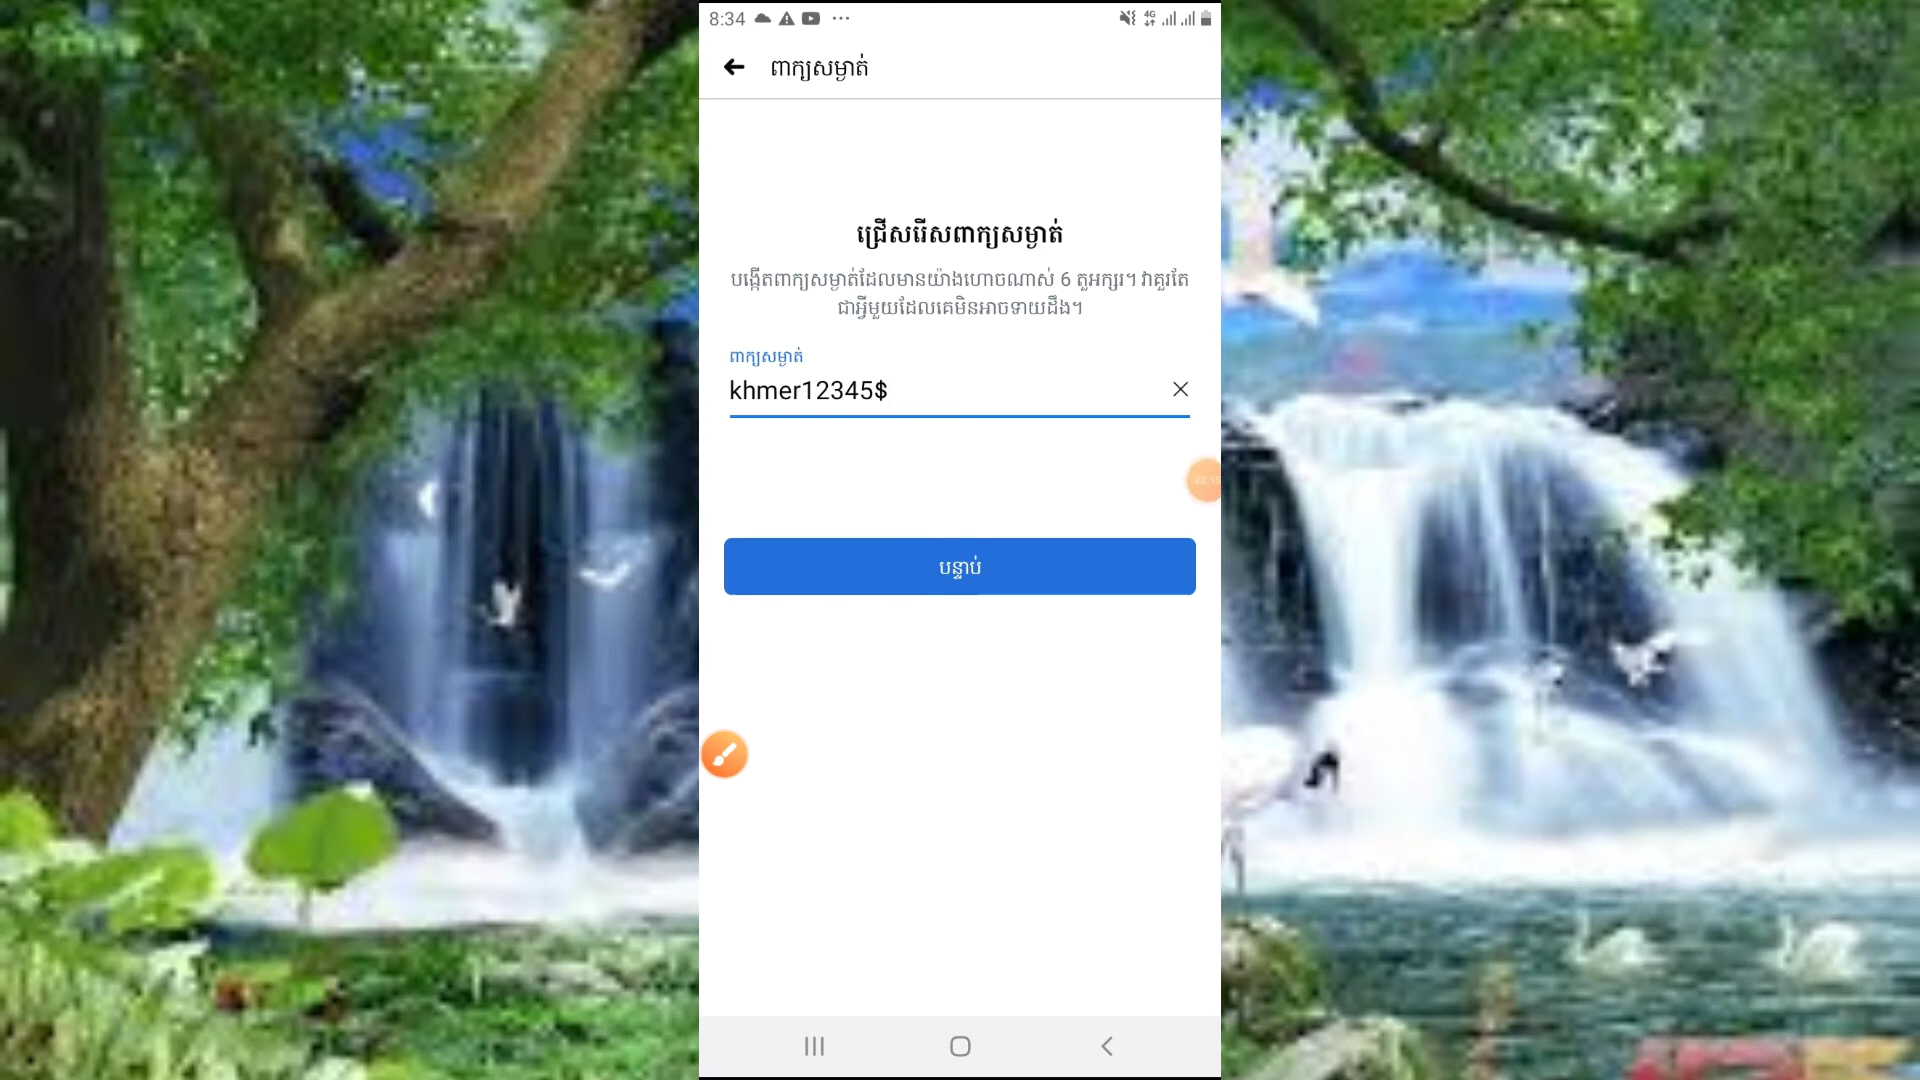 8:34
4G
ពាក្យសម្ងាត់
ជ្រើសរើសពាក្យសម្ងាត់
បង្កើតពាក្យសម្ងាត់ដែលមានយ៉ាងហោចណាស់ 6 តួអក្សរ។ វាគួរតែ
ជាអ្វីមួយដែលគេមិនអាចទាយដឹង។
ពាក្យសម្ងាត់
khmer12345$
បន្ទាប់